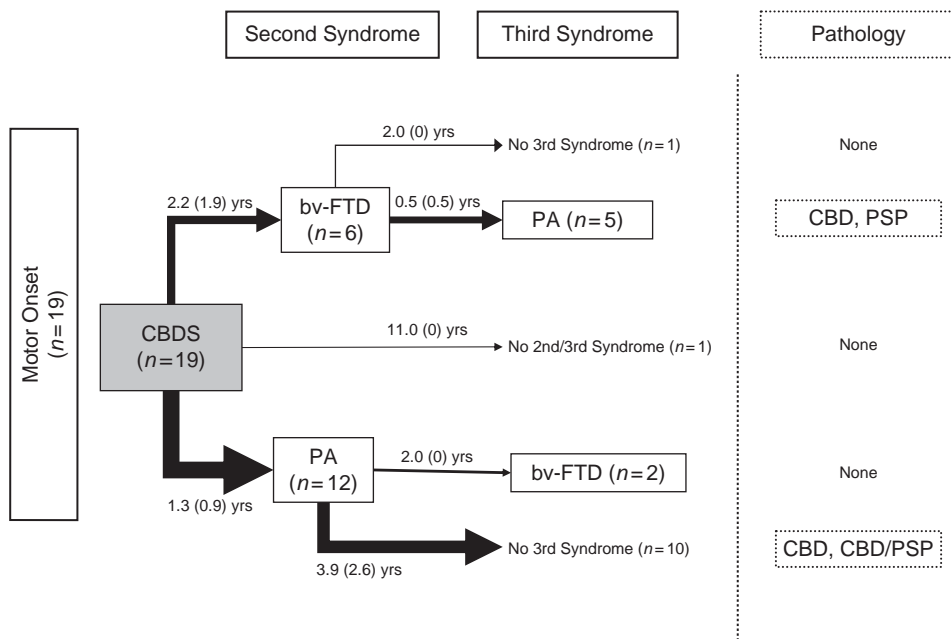 Second Syndrome
Third Syndrome
Pathology
Motor Onset
(n=19)
2.0 (0) yrs
No 3rd Syndrome (n=1)
None
2.2 (1.9) yrs
bv-FTD
(n=6)
0.5 (0.5) yrs
PA (n=5)
CBD, PSP
CBDS
(n=19)
11.0 (0) yrs
No 2nd/3rd Syndrome (n=1)
None
1.3 (0.9) yrs
PA
(n=12)
2.0 (0) yrs
bv-FTD (n=2)
None
3.9 (2.6) yrs
No 3rd Syndrome (n=10)
CBD, CBD/PSP